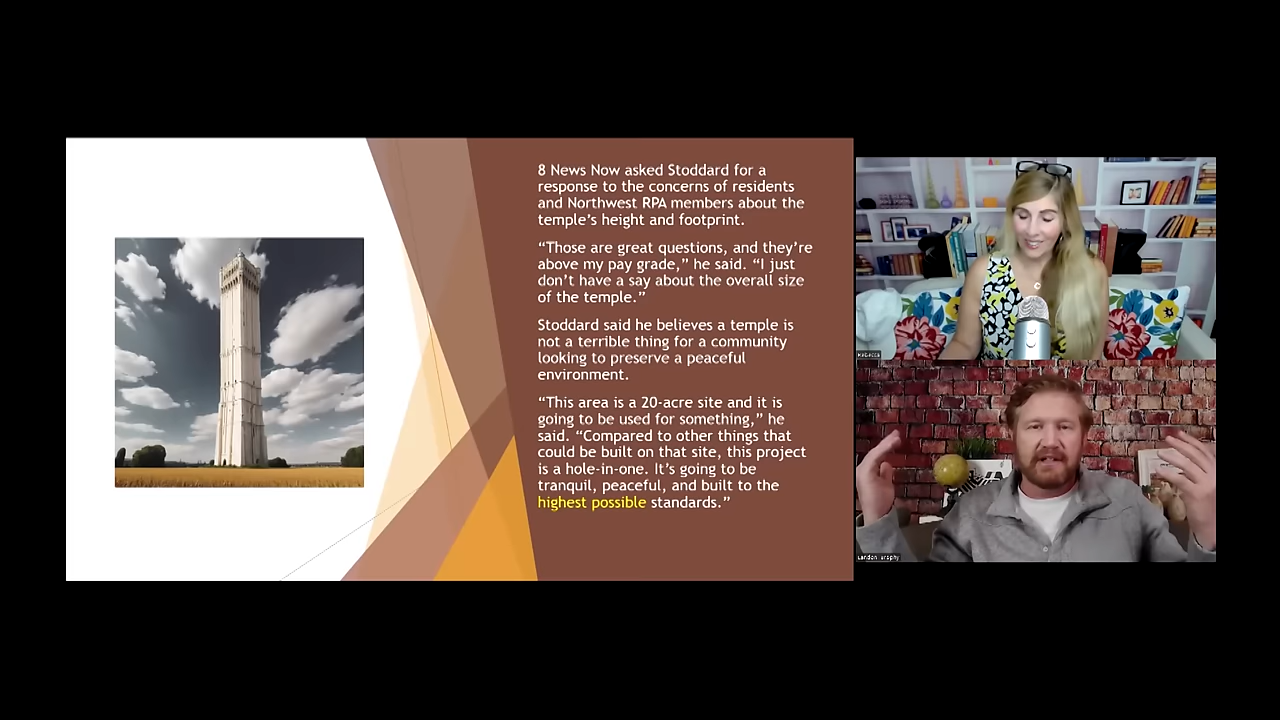 8 News Now asked Stoddard for a
response to the concerns of residents
and Northwest RPA members about the
temple’s height and footprint.
“Those are great questions, and they’re
above my pay grade,” he said. “I just
don’t have a say about the overall size
of the temple.”
Stoddard said he believes a temple is
not a terrible thing for a community
looking to preserve a peaceful
environment.
“This area is a 20-acre site and it is
going to be used for something,” he
said. “Compared to other things that
could be built on that site, this project
is a hole-in-one. It’s going to be
tranquil, peaceful, and built to the
highest possible standards.”
Rebecca
Landon Brophy